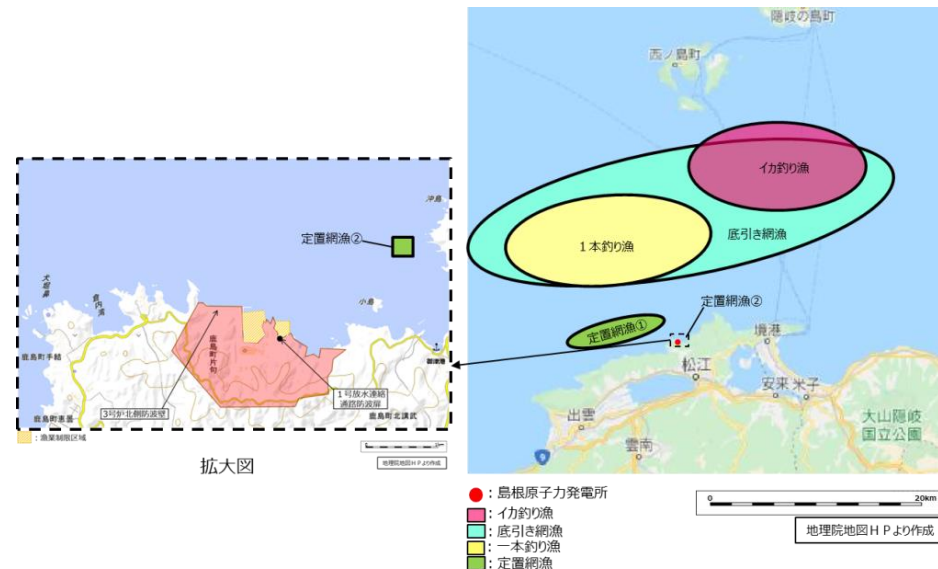 沖島
定置網漁②
小島
犬堀鼻
鹿島町手結
鹿島町片句
御津港
3号炉北側防波壁
1号放水連絡
通路防波扉
鹿島町恵曇
鹿島町北講武
:漁業制限区域
地理院地図HPより作成
拡大図
隠岐の島町
西ノ島町
イカ釣り漁
1本釣り漁
底引き網漁
定置網漁①
定置網漁②
境港
松江
安来
米子
出雲
雲南
9
大山隠岐
国立公園
:島根原子力発電所
:イカ釣り漁
:底引き網漁
:一本釣り漁
:定置網漁
0
20km
地理院地図HPより作成